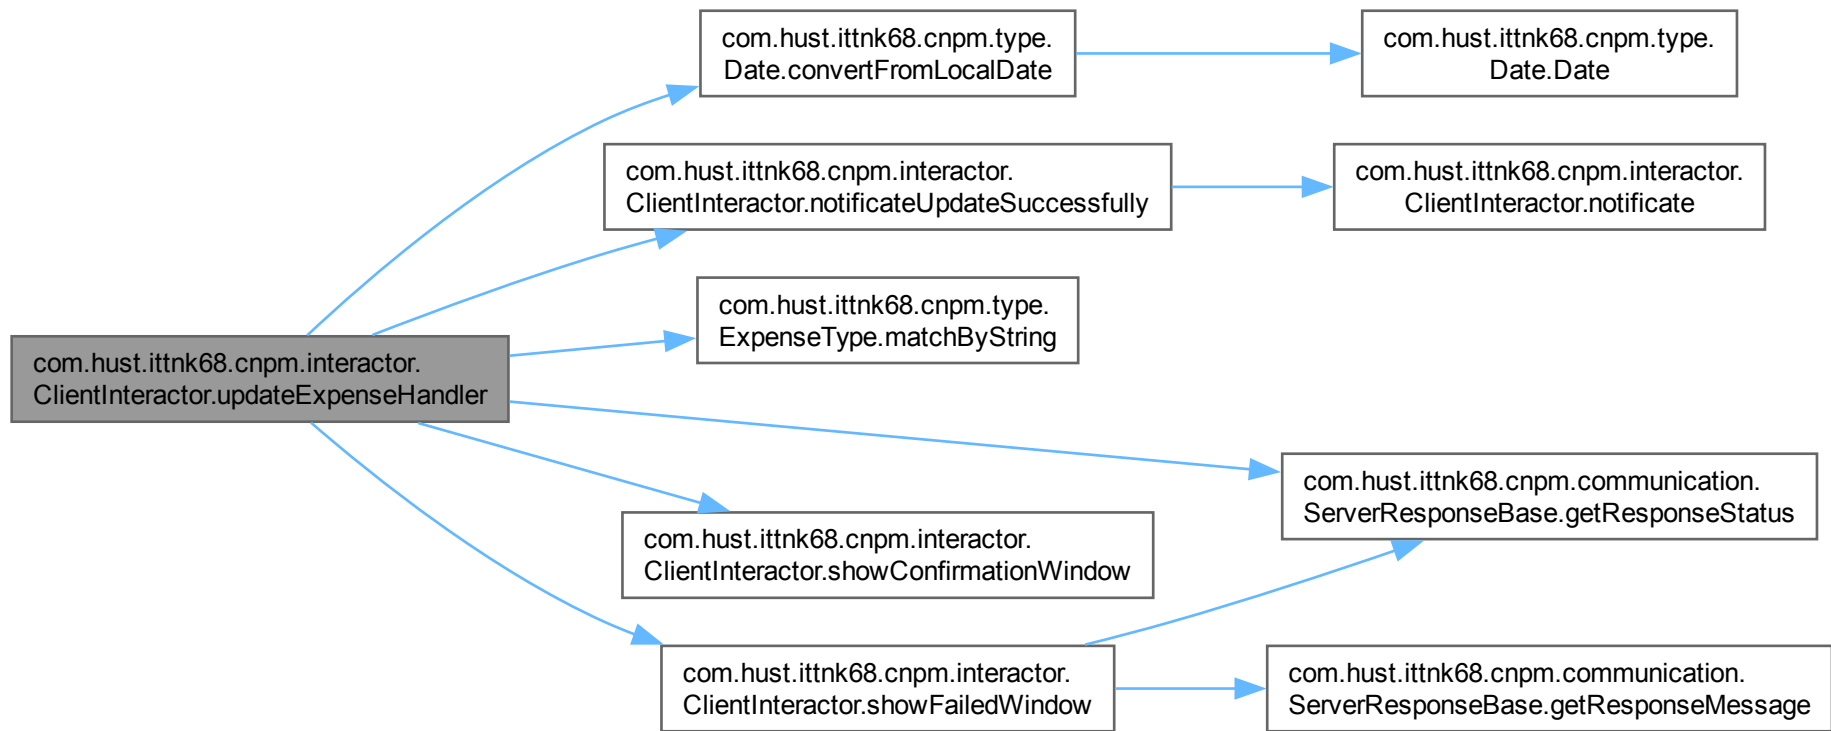 com.hust.ittnk68.cnpm.type.
Date.convertFromLocalDate
com.hust.ittnk68.cnpm.type.
Date.Date
com.hust.ittnk68.cnpm.interactor.
ClientInteractor.notificateUpdateSuccessfully
com.hust.ittnk68.cnpm.interactor.
ClientInteractor.notificate
com.hust.ittnk68.cnpm.type.
ExpenseType.matchByString
com.hust.ittnk68.cnpm.interactor.
ClientInteractor.updateExpenseHandler
com.hust.ittnk68.cnpm.communication.
ServerResponseBase.getResponseStatus
com.hust.ittnk68.cnpm.interactor.
ClientInteractor.showConfirmationWindow
com.hust.ittnk68.cnpm.interactor.
ClientInteractor.showFailedWindow
com.hust.ittnk68.cnpm.communication.
ServerResponseBase.getResponseMessage